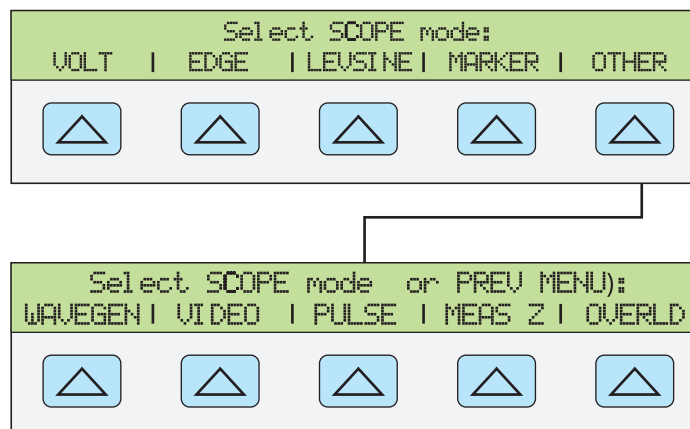 Select SCOPE mode:
VOLT | EDGE | LEVSINE | MARKER | OTHER
Select SCOPE mode or PREV MENU):
WAVEGEN | VIDEO | PULSE | MEAS Z | OVERLD